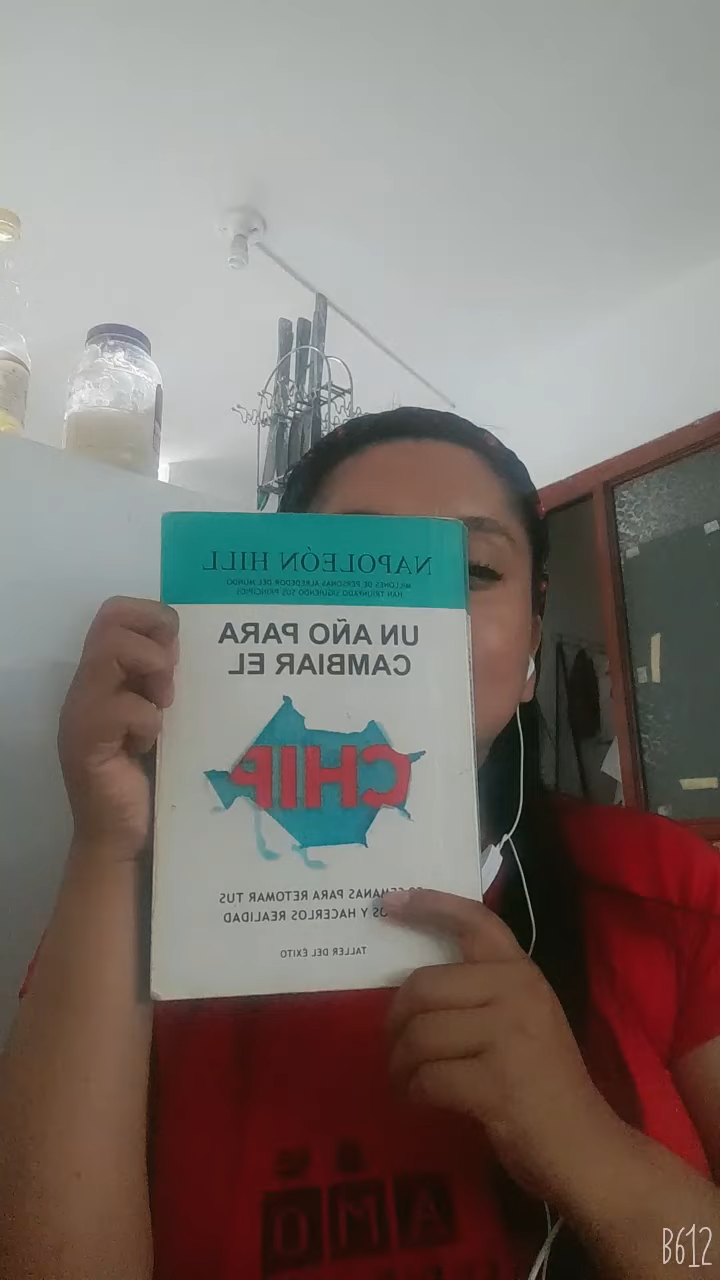 NAPOLEÓN HILL
MILLONES DE PERSONAS ALREDEDOR DEL MUNDO
HAN TRIUNFADO SIGUIENDO SUS PRINCIPIOS
UN AÑO PARA
CAMBIAR EL
CHIP
SEMANAS PARA RETOMAR TUS
Y HACERLOS REALIDAD
TALLER DEL ÉXITO
AMO
B612